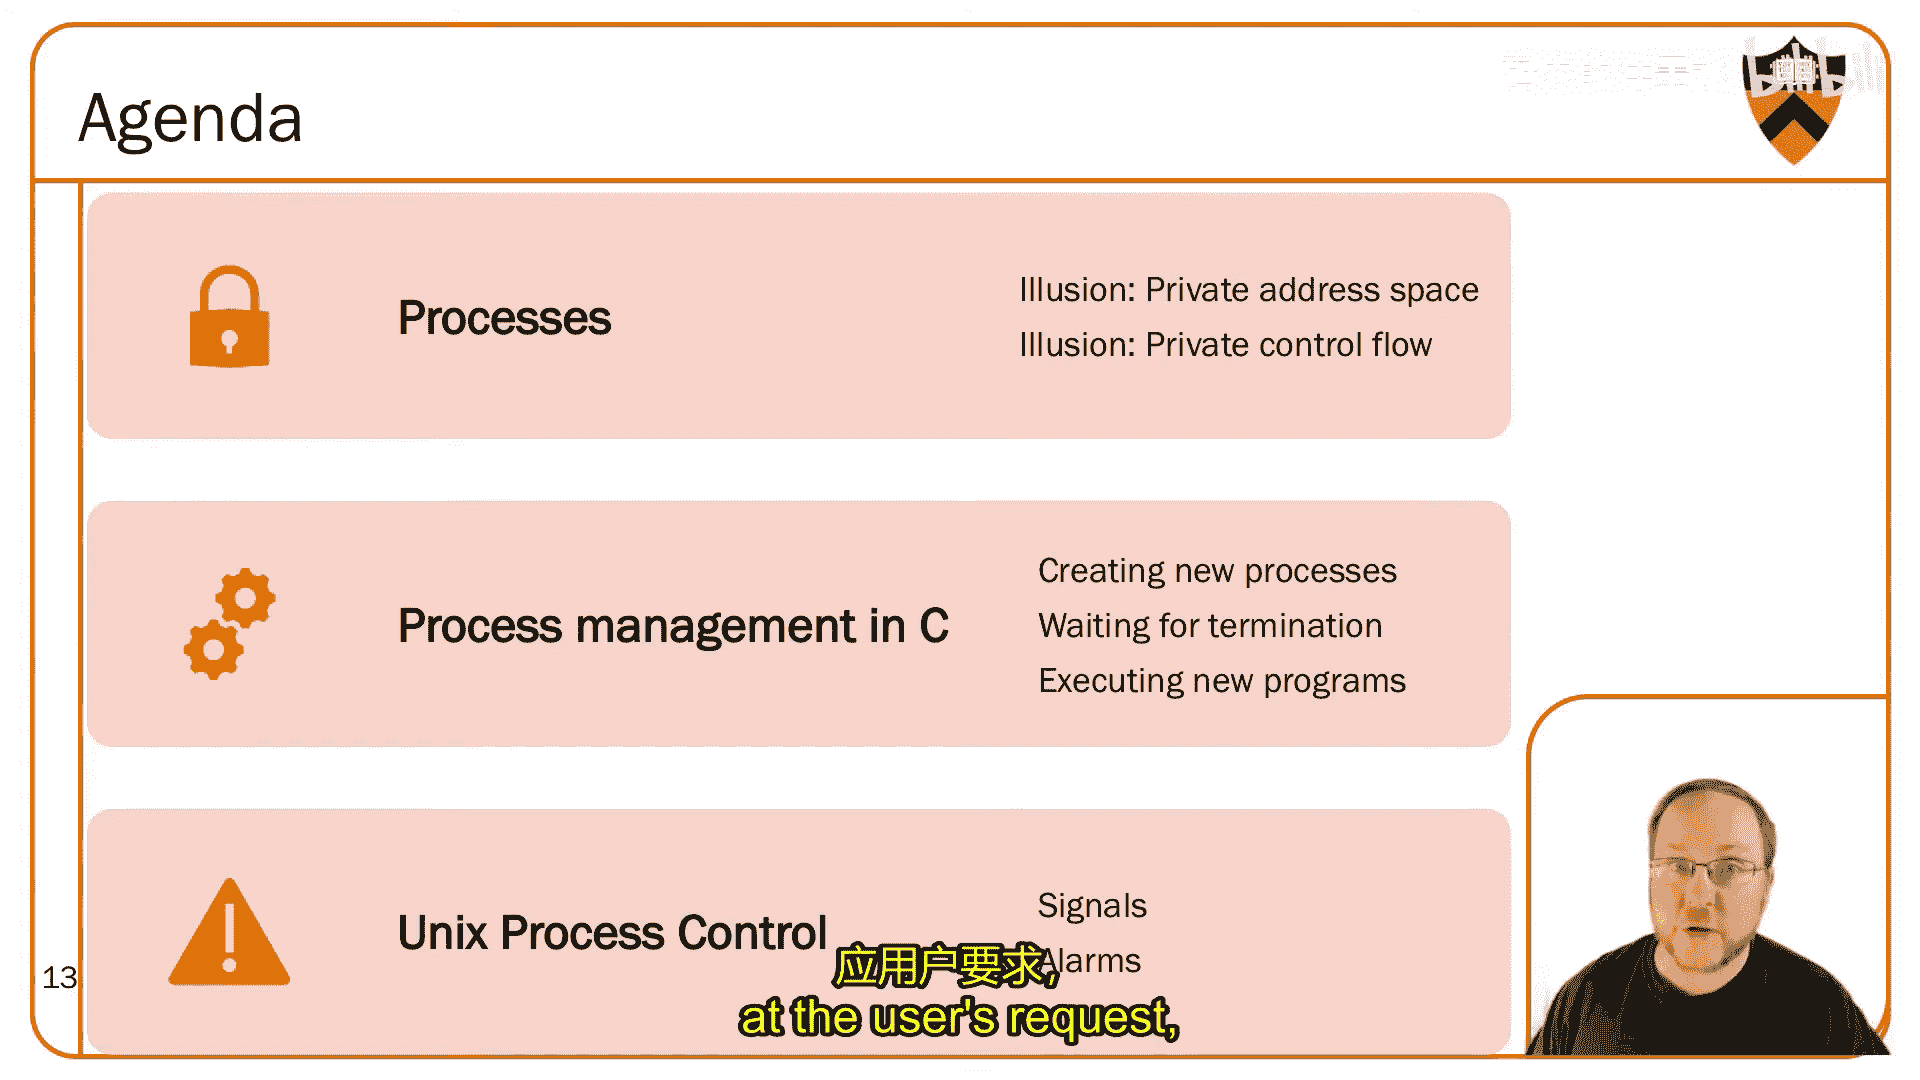 Agenda
Processes
Illusion: Private address space
Illusion: Private control flow
Process management in C
Creating new processes
Waiting for termination
Executing new programs
Unix Process Control
Signals
Alarms
13
应用户要求,
at the user's request,
bilibili